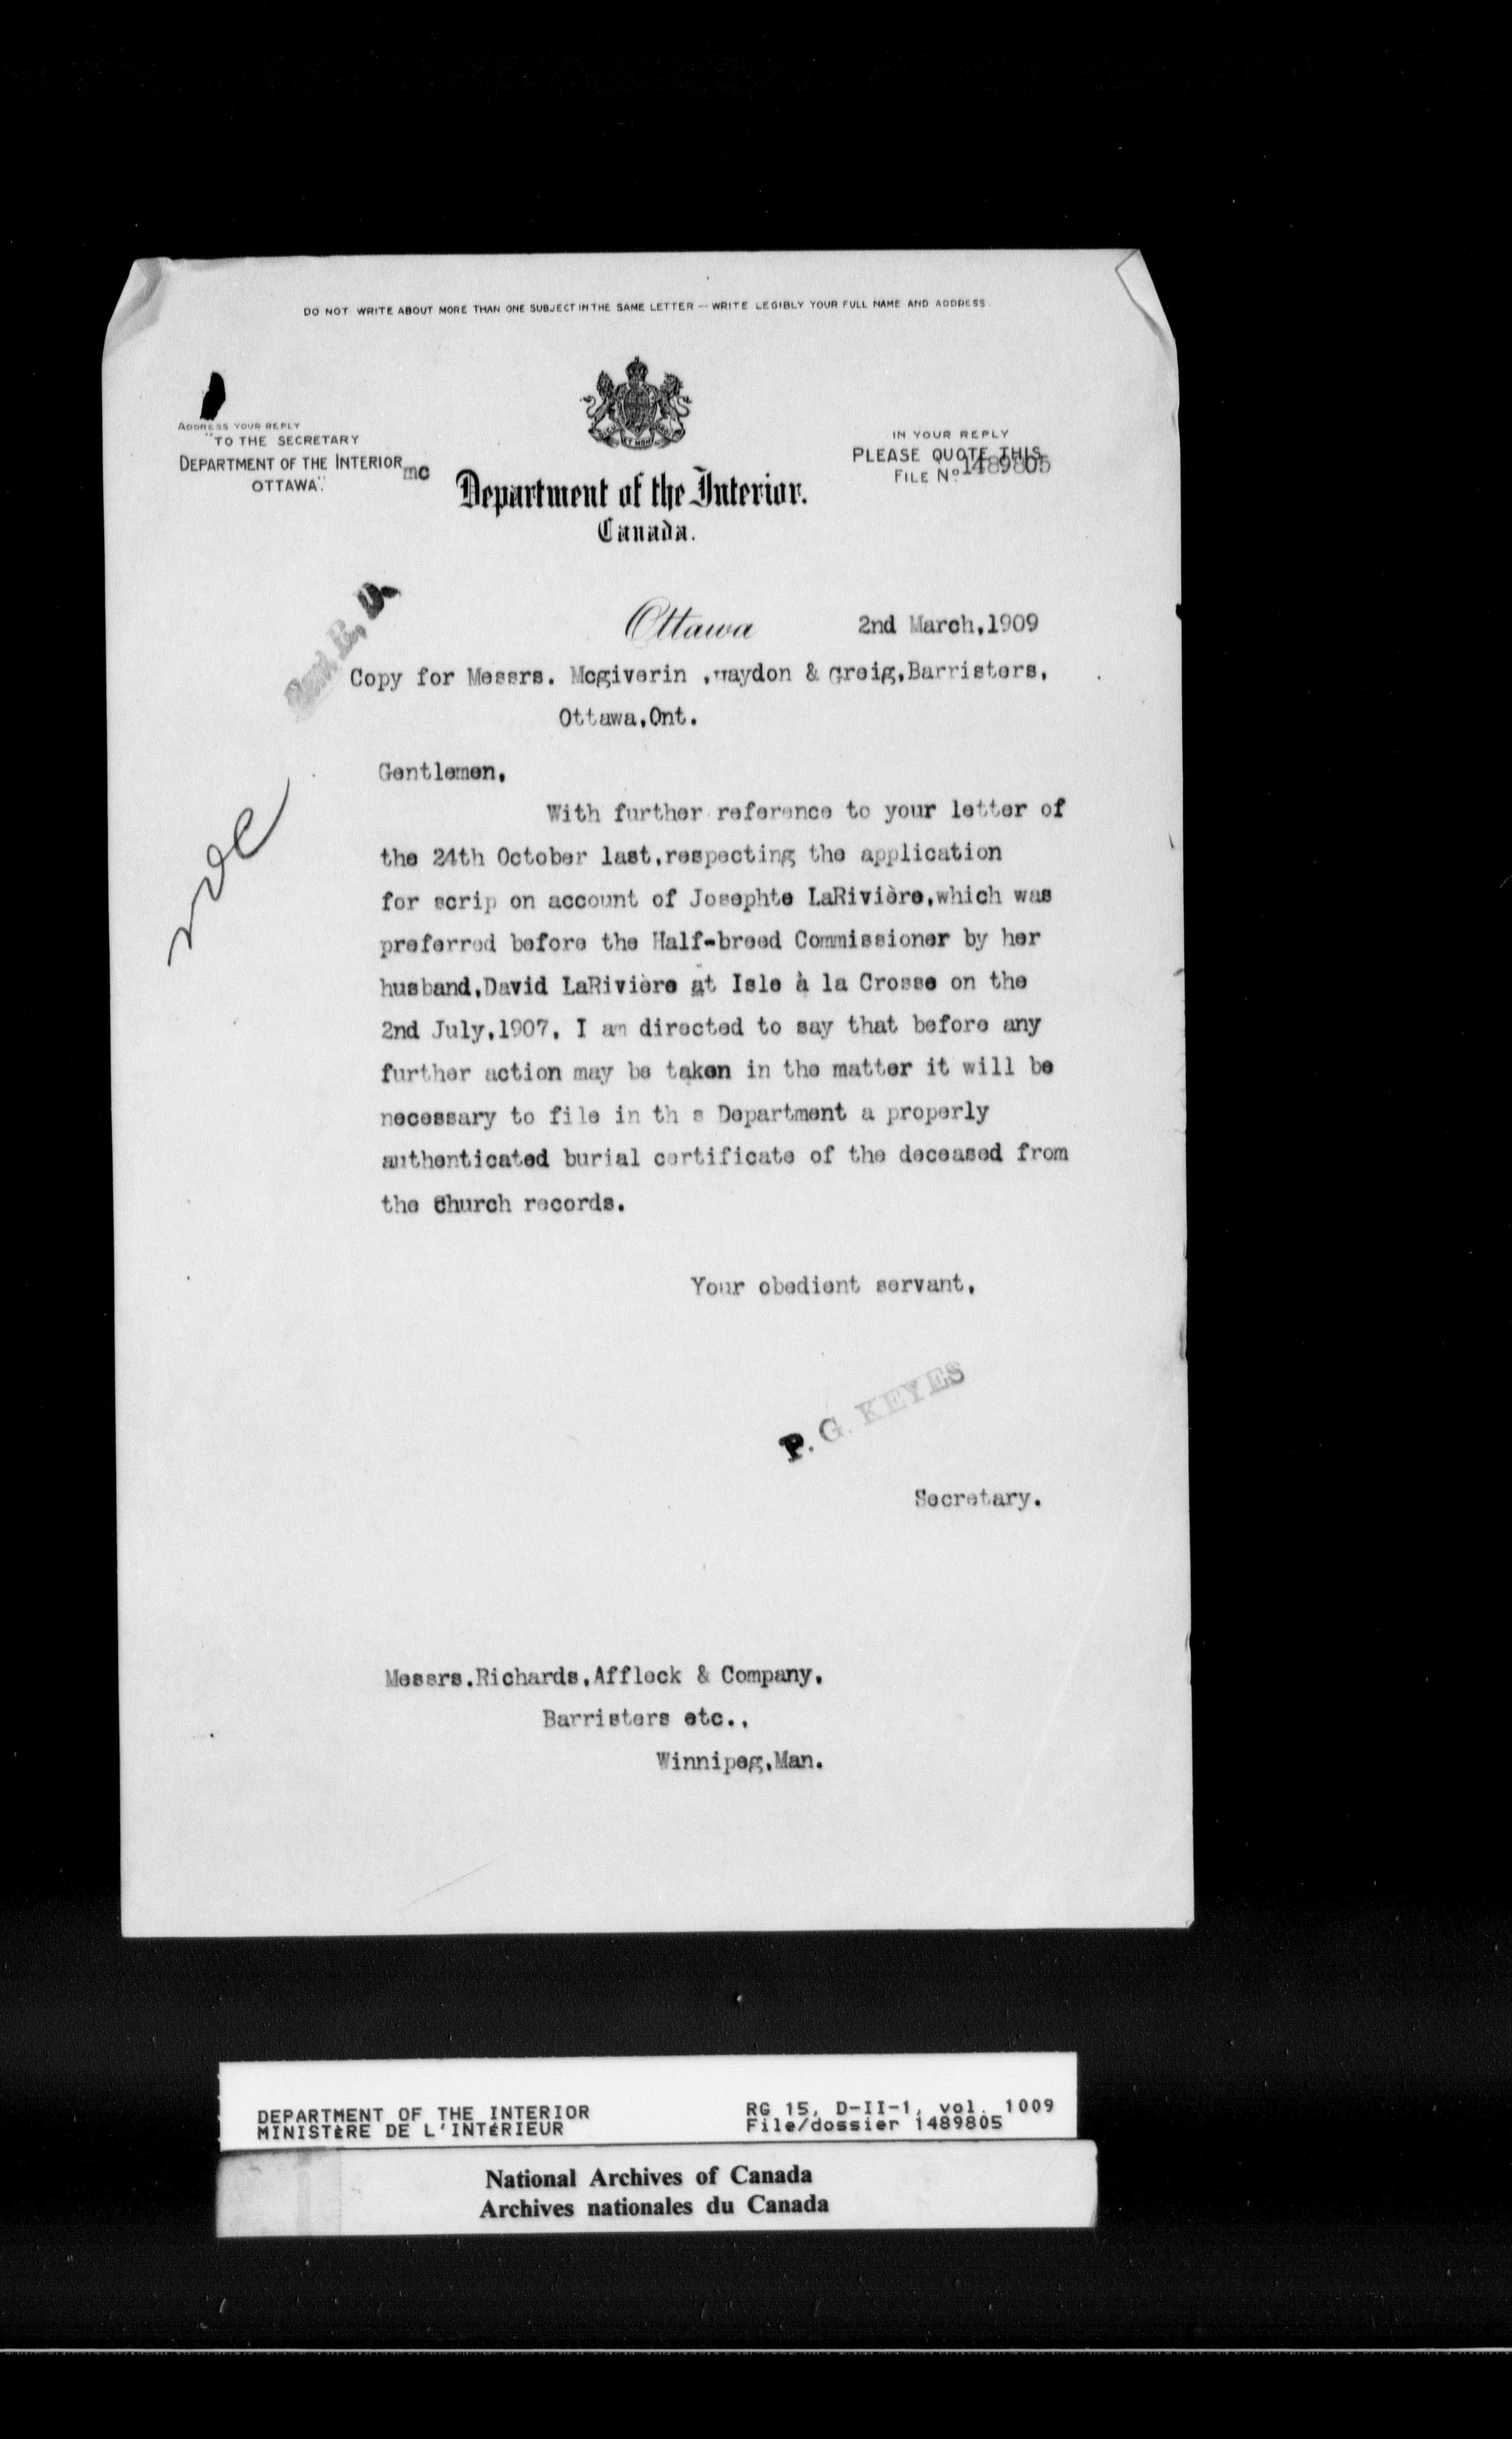 DO NOT WRITE ABOUT MORE THAN ONE SUBJECT IN THE SAME LETTER — WRITE LEGIBLY YOUR FULL NAME AND ADDRESS.
ADDRESS YOUR REPLY
"TO THE SECRETARY
DEPARTMENT OF THE INTERIOR
OTTAWA".
mc
IN YOUR REPLY
PLEASE QUOTE THIS
FILE No. 1489805
Department of the Interior.
Canada.
Ottawa 2nd March, 1909
Copy for Messrs. Mcgiverin , Haydon & Greig, Barristers,
Ottawa, Ont.
Gentlemen,
With further reference to your letter of
the 24th October last, respecting the application
for scrip on account of Josephte LaRivière, which was
preferred before the Half-breed Commissioner by her
husband, David LaRivière at Isle à la Crosse on the
2nd July, 1907, I am directed to say that before any
further action may be taken in the matter it will be
necessary to file in th s Department a properly
authenticated burial certificate of the deceased from
the Church records.
Your obedient servant,
P. G. KEYES
Secretary.
Messrs. Richards, Affleck & Company,
Barristers etc.,
Winnipeg, Man.
DEPARTMENT OF THE INTERIOR RG 15, D-II-1, vol. 1009
MINISTÈRE DE L'INTÉRIEUR File/dossier 1489805
National Archives of Canada
Archives nationales du Canada